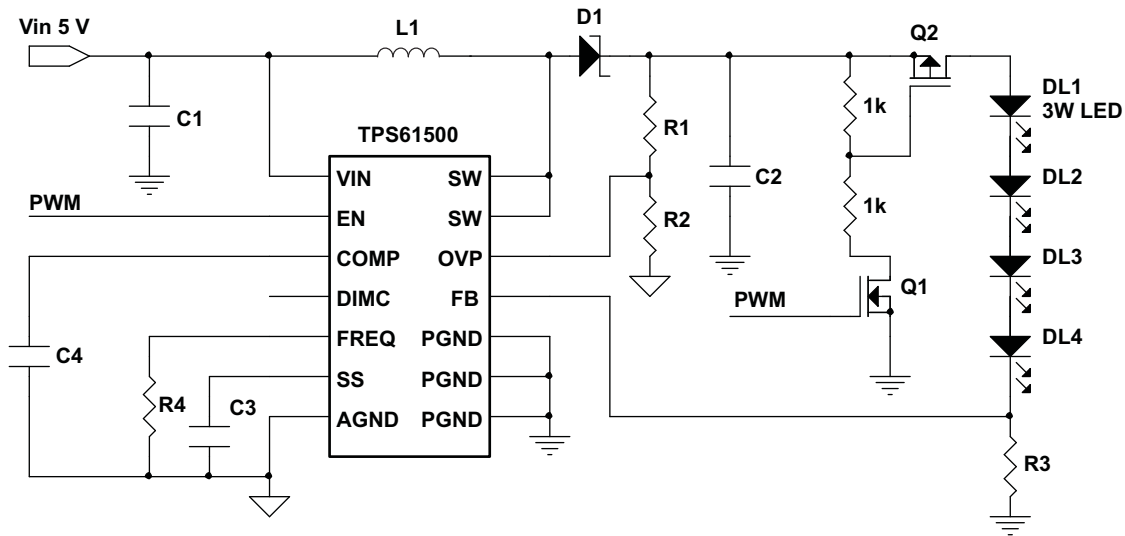 Vin 5 V
L1
D1
Q2
C1
TPS61500
R1
1k
DL1
3W LED
VIN
SW
C2
DL2
PWM
EN
SW
R2
1k
COMP
OVP
DL3
DIMC
FB
PWM
Q1
C4
FREQ
PGND
DL4
R4
C3
SS
PGND
AGND
PGND
R3